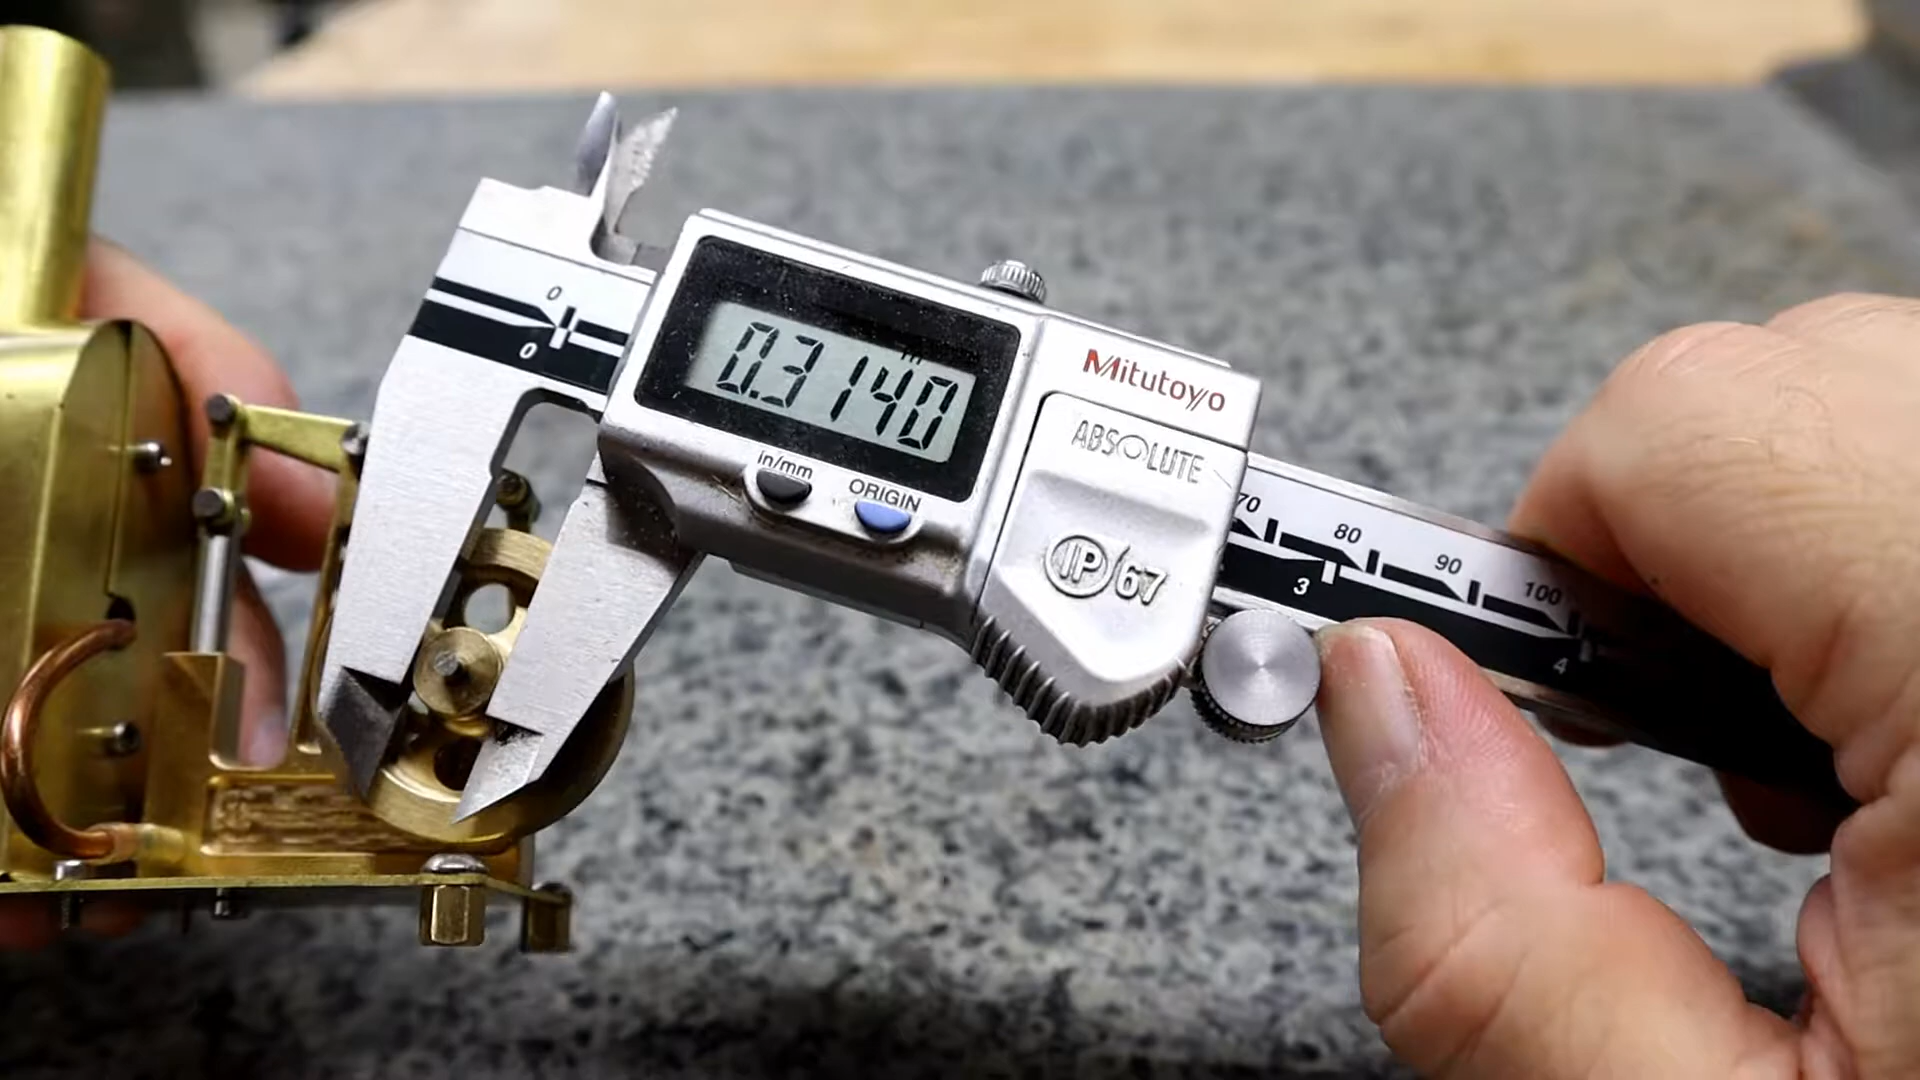 0
0
in
0.3140
in/mm
ORIGIN
Mitutoyo
ABSOLUTE
IP67
70 80 90 100
3 4